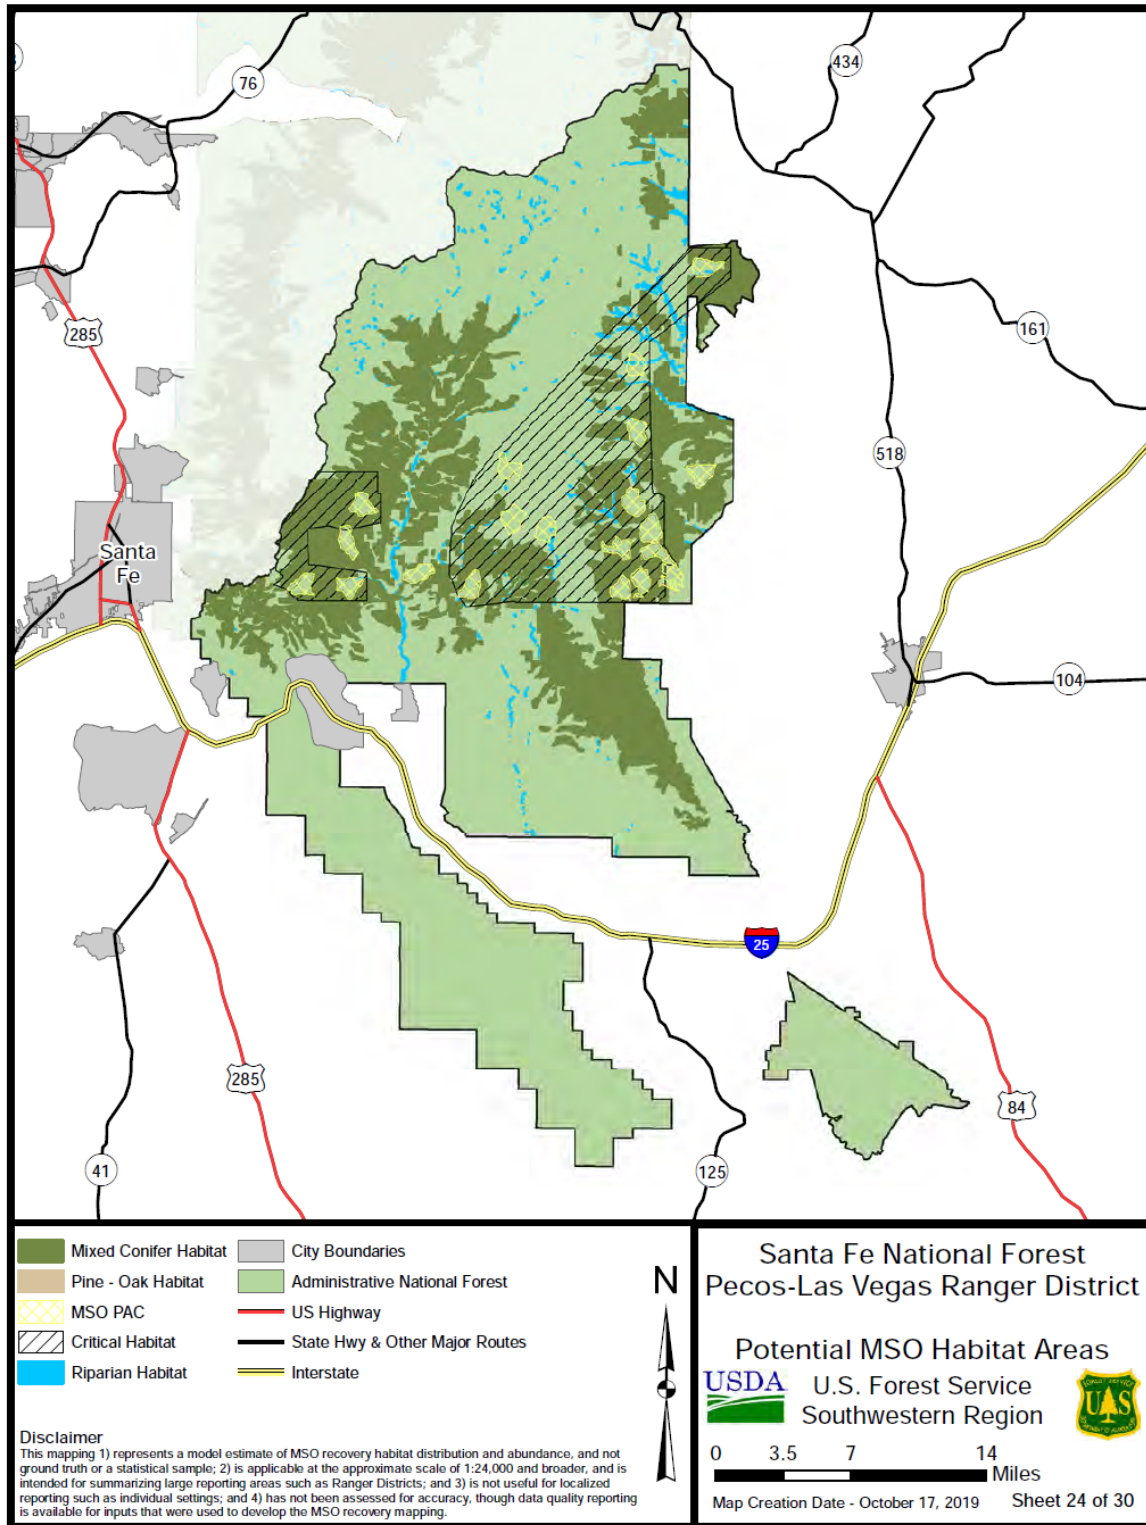 76
434
285
161
518
Santa
Fe
104
25
285
84
41
125
Mixed Conifer Habitat
Pine - Oak Habitat
MSO PAC
Critical Habitat
Riparian Habitat
City Boundaries
Administrative National Forest
US Highway
State Hwy & Other Major Routes
Interstate
N
Disclaimer
This mapping 1) represents a model estimate of MSO recovery habitat distribution and abundance, and not
ground truth or a statistical sample; 2) is applicable at the approximate scale of 1:24,000 and broader, and is
intended for summarizing large reporting areas such as Ranger Districts; and 3) is not useful for localized
reporting such as individual settings; and 4) has not been assessed for accuracy, though data quality reporting
is available for inputs that were used to develop the MSO recovery mapping.
Santa Fe National Forest
Pecos-Las Vegas Ranger District
Potential MSO Habitat Areas
USDA
U.S. Forest Service
Southwestern Region
UAS
0 3.5 7 14
Miles
Map Creation Date - October 17, 2019
Sheet 24 of 30